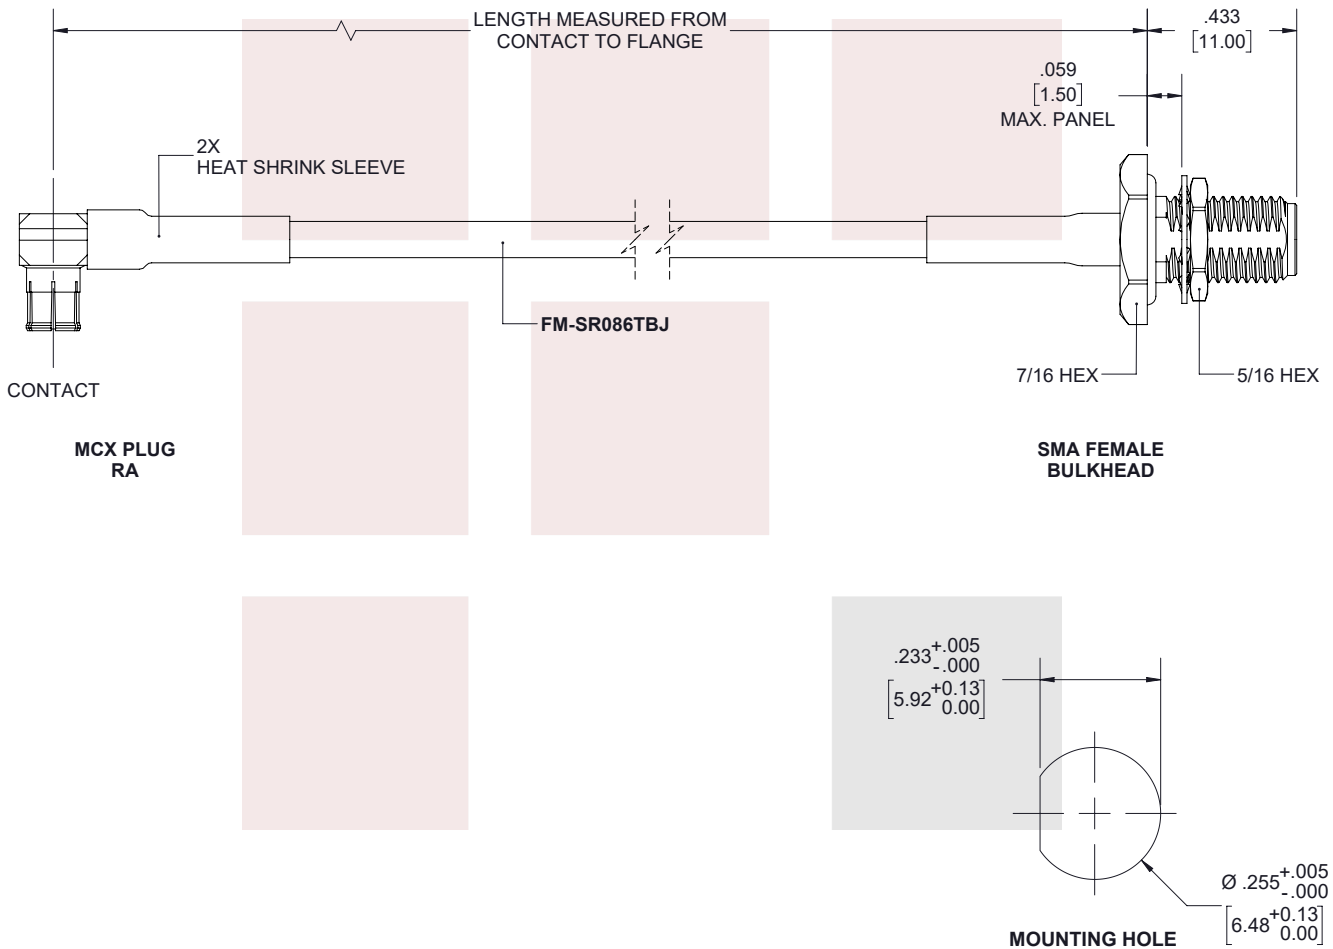 LENGTH MEASURED FROM
CONTACT TO FLANGE
.433
[11.00]
.059
[1.50]
MAX. PANEL
2X
HEAT SHRINK SLEEVE
FM-SR086TBJ
7/16 HEX
5/16 HEX
CONTACT
MCX PLUG
RA
SMA FEMALE
BULKHEAD
.233 +.005
-.000
[5.92 +0.13
0.00]
Ø .255 +.005
-.000
[6.48 +0.13
0.00]
MOUNTING HOLE